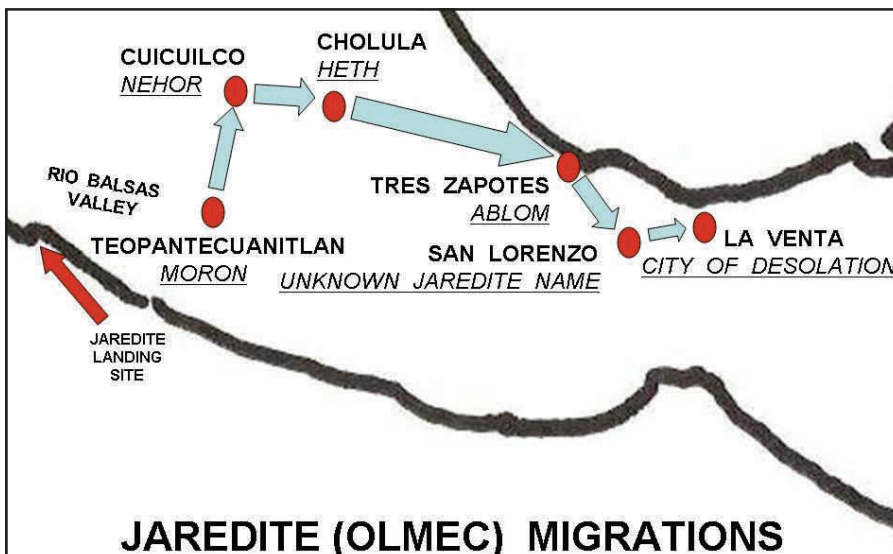 CUICUILCO
NEHOR
CHOLULA
HETH
RIO BALSAS
VALLEY
TRES ZAPOTES
ABLOM
TEOPANTECUANITLAN
MORON
SAN LORENZO
UNKNOWN JAREDITE NAME
LA VENTA
CITY OF DESOLATION
JAREDITE
LANDING
SITE
JAREDITE (OLMEC) MIGRATIONS